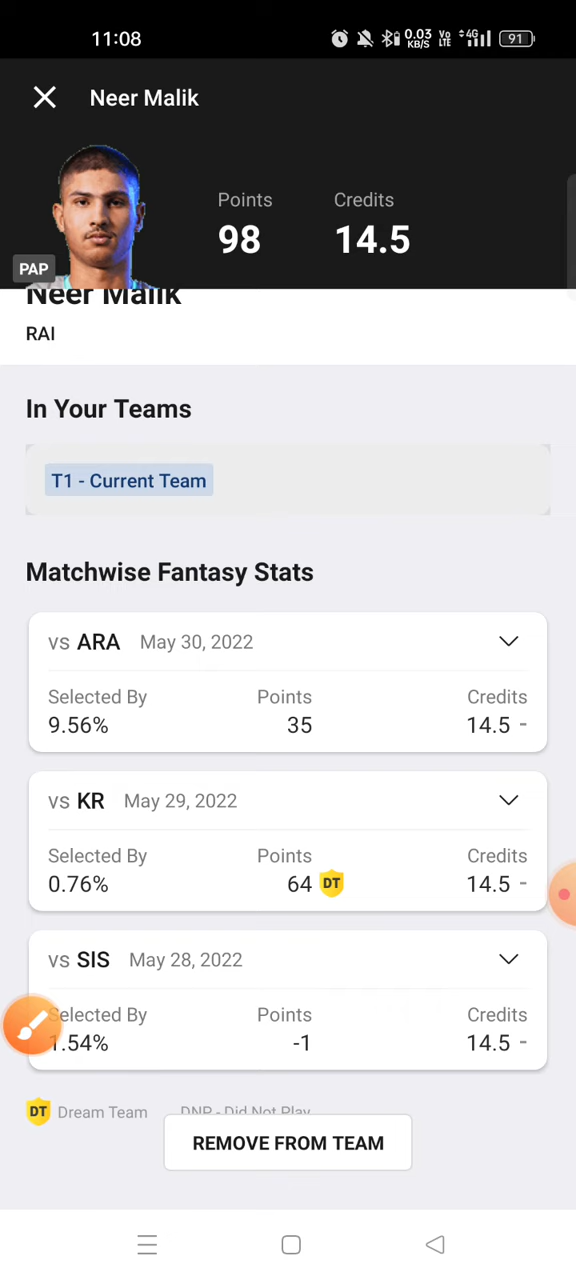 11:08 0.03 KB/S Vo LTE 4G 91
Neer Malik
Points Credits
98 14.5
PAP
Neer Malik
RAI
In Your Teams
T1 - Current Team
Matchwise Fantasy Stats
vs ARA May 30, 2022
Selected By Points Credits
9.56% 35 14.5 -
vs KR May 29, 2022
Selected By Points Credits
0.76% 64 DT 14.5 -
vs SIS May 28, 2022
Selected By Points Credits
1.54% -1 14.5 -
DT Dream Team DNP - Did Not Play
REMOVE FROM TEAM